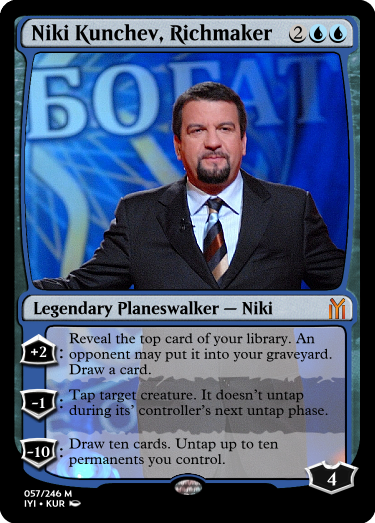 Niki Kunchev, Richmaker 2
БОГАТ
Legendary Planeswalker — Niki
+2: Reveal the top card of your library. An
opponent may put it into your graveyard.
Draw a card.
-1: Tap target creature. It doesn't untap
during its' controller's next untap phase.
-10: Draw ten cards. Untap up to ten
permanents you control.
4
057/246 M
IYI • KUR